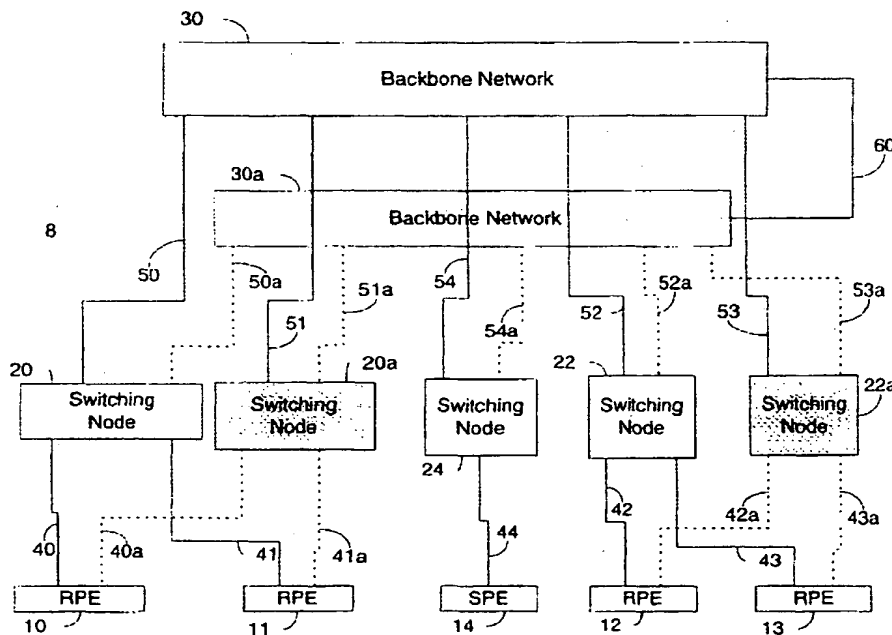 30
Backbone Network
60
30a
Backbone Network
8
50
50a
51a
54
52a
53a
51
54a
52
53
20
20a
22
22a
Switching
Node
Switching
Node
Switching
Node
Switching
Node
Switching
Node
24
42
42a
43a
40
40a
41
41a
44
43
RPE
RPE
SPE
RPE
RPE
10
11
14
12
13